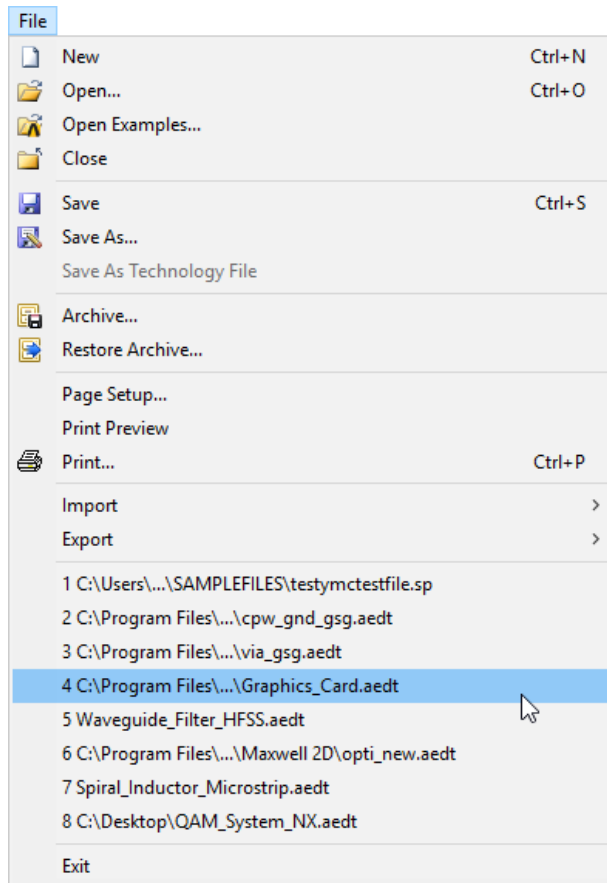 File
New Ctrl+N
Open... Ctrl+O
Open Examples...
Close
Save Ctrl+S
Save As...
Save As Technology File
Archive...
Restore Archive...
Page Setup...
Print Preview
Print... Ctrl+P
Import
Export
1 C:\Users\...\SAMPLEFILES\testymctestfile.sp
2 C:\Program Files\...\cpw_gnd_gsg.aedt
3 C:\Program Files\...\via_gsg.aedt
4 C:\Program Files\...\Graphics_Card.aedt
5 Waveguide_Filter_HFSS.aedt
6 C:\Program Files\...\Maxwell 2D\opti_new.aedt
7 Spiral_Inductor_Microstrip.aedt
8 C:\Desktop\QAM_System_NX.aedt
Exit